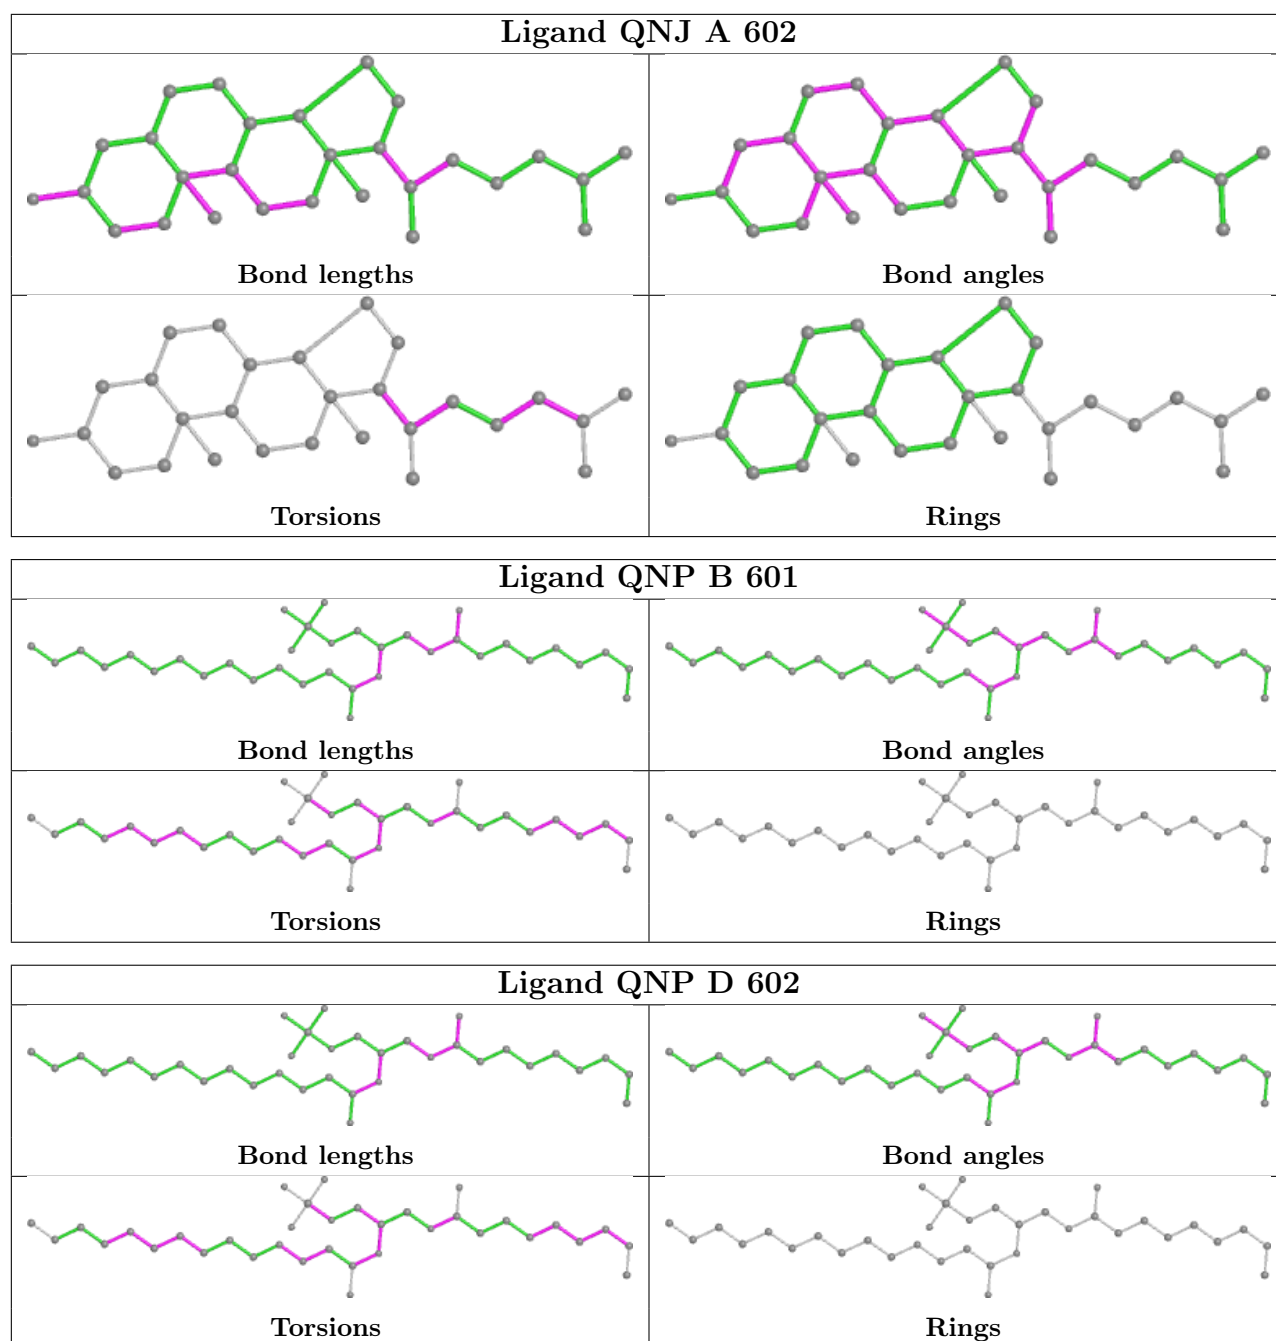 Ligand QNJ A 602
Bond lengths
Bond angles
Torsions
Rings
Ligand QNP B 601
Bond lengths
Bond angles
Torsions
Rings
Ligand QNP D 602
Bond lengths
Bond angles
Torsions
Rings